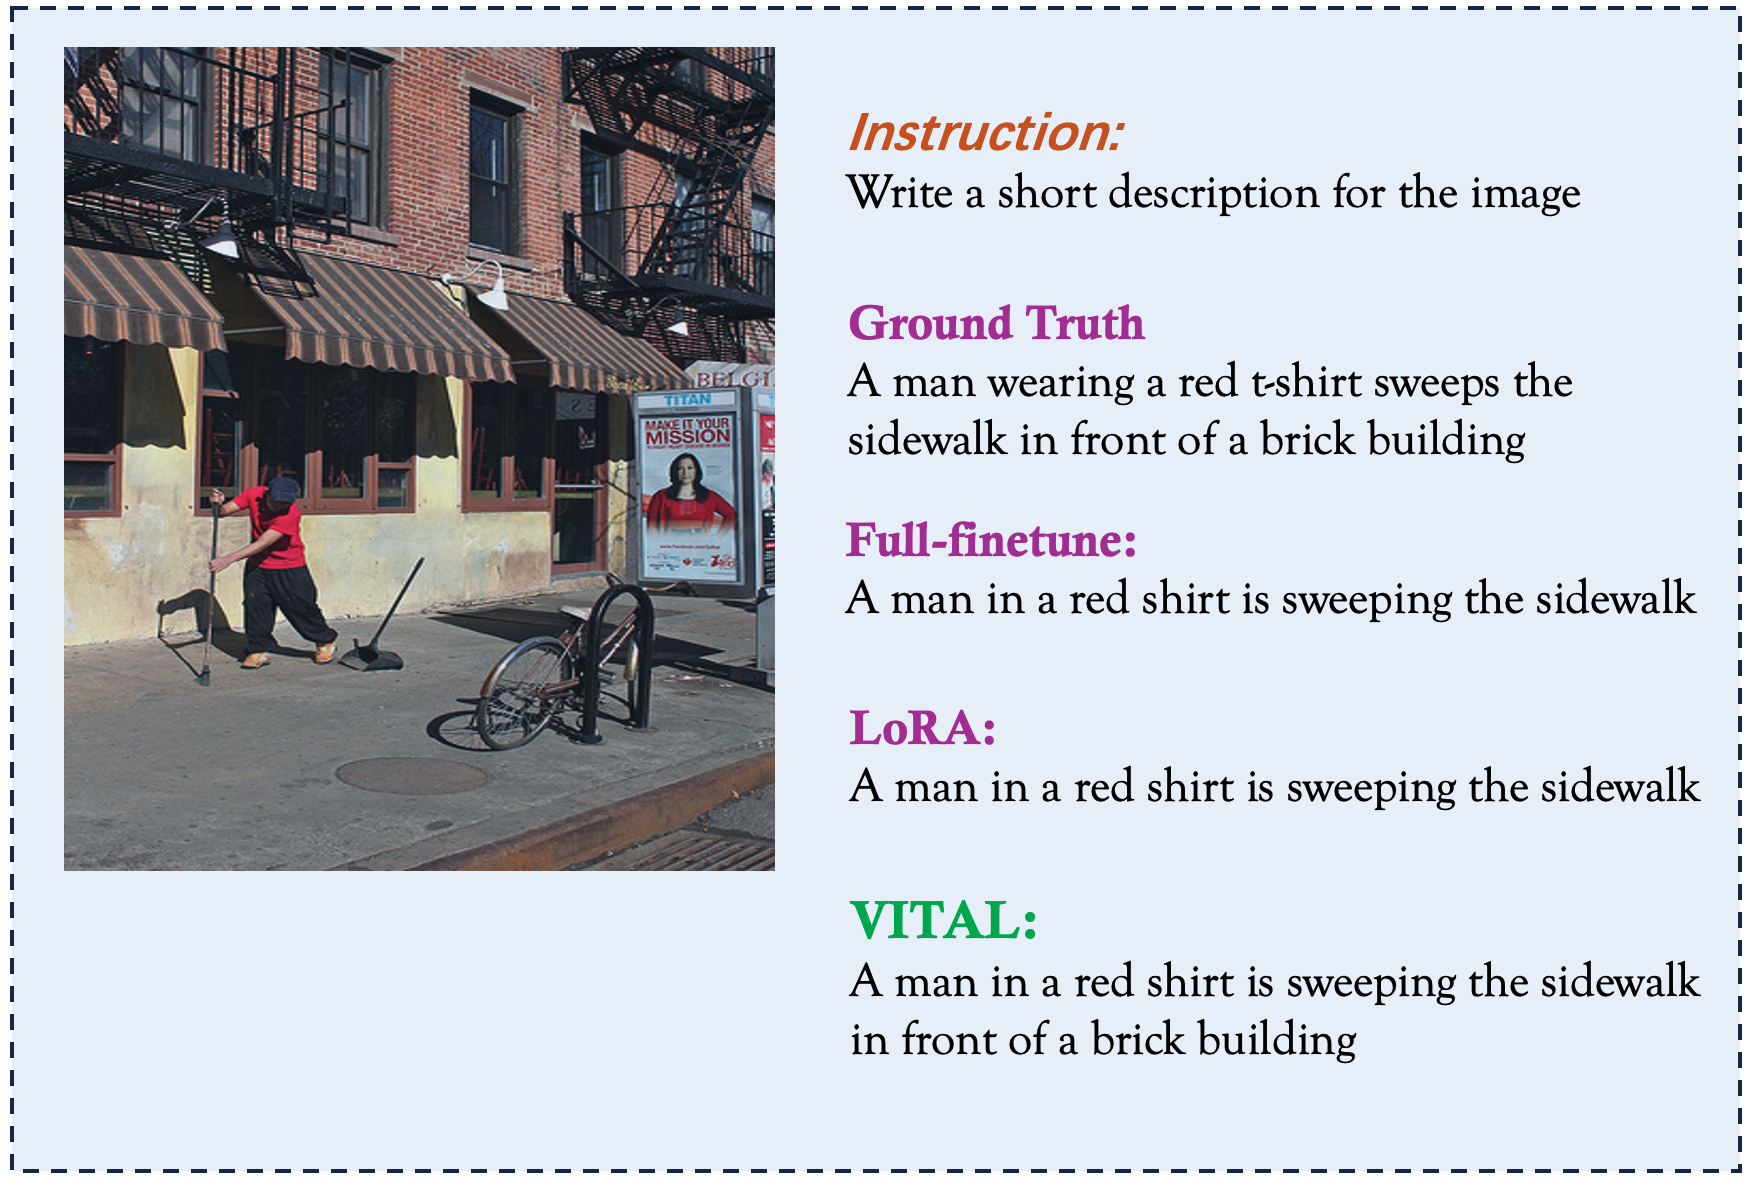 BELGI
TITAN
MAKE IT YOUR
MISSION
Instruction:
Write a short description for the image
Ground Truth
A man wearing a red t-shirt sweeps the
sidewalk in front of a brick building
Full-finetune:
A man in a red shirt is sweeping the sidewalk
LoRA:
A man in a red shirt is sweeping the sidewalk
VITAL:
A man in a red shirt is sweeping the sidewalk
in front of a brick building